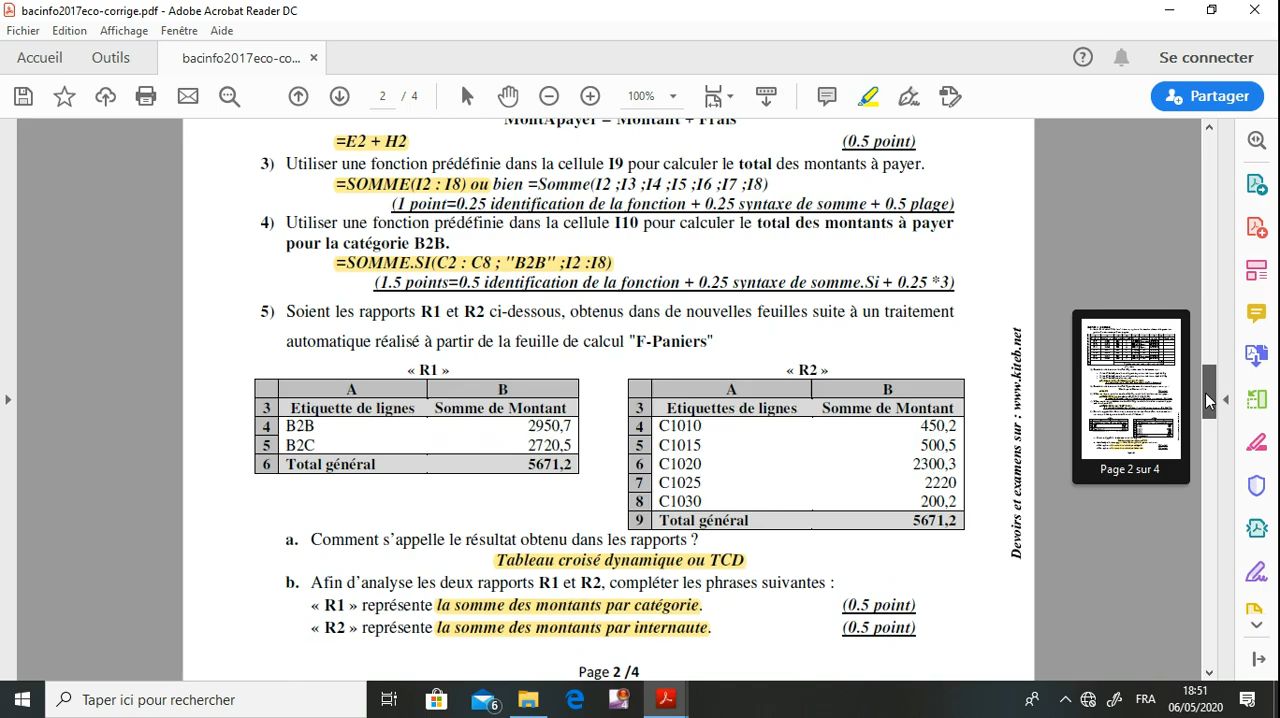 bacinfo2017eco-corrige.pdf - Adobe Acrobat Reader DC
Fichier Edition Affichage Fenêtre Aide
Accueil Outils bacinfo2017eco-co... × Se connecter
2 / 4 100% Partager
MontApayer = Montant + Frais
=E2 + H2 (0.5 point)
3) Utiliser une fonction prédéfinie dans la cellule I9 pour calculer le total des montants à payer.
=SOMME(I2 : I8) ou bien =Somme(I2 ;I3 ;I4 ;I5 ;I6 ;I7 ;I8)
(1 point=0.25 identification de la fonction + 0.25 syntaxe de somme + 0.5 plage)
4) Utiliser une fonction prédéfinie dans la cellule I10 pour calculer le total des montants à payer
pour la catégorie B2B.
=SOMME.SI(C2 : C8 ; "B2B" ;I2 :I8)
(1.5 points=0.5 identification de la fonction + 0.25 syntaxe de somme.Si + 0.25 *3)
5) Soient les rapports R1 et R2 ci-dessous, obtenus dans de nouvelles feuilles suite à un traitement
automatique réalisé à partir de la feuille de calcul "F-Paniers"
« R1 »
A B
3 Etiquette de lignes Somme de Montant
4 B2B 2950,7
5 B2C 2720,5
6 Total général 5671,2
« R2 »
A B
3 Etiquettes de lignes Somme de Montant
4 C1010 450,2
5 C1015 500,5
6 C1020 2300,3
7 C1025 2220
8 C1030 200,2
9 Total général 5671,2
a. Comment s'appelle le résultat obtenu dans les rapports ?
Tableau croisé dynamique ou TCD
b. Afin d'analyse les deux rapports R1 et R2, compléter les phrases suivantes :
« R1 » représente la somme des montants par catégorie. (0.5 point)
« R2 » représente la somme des montants par internaute. (0.5 point)
Page 2 /4
Devoirs et examens sur : www.kiteb.net
Page 2 sur 4
Taper ici pour rechercher
6
4
FRA
18:51
06/05/2020